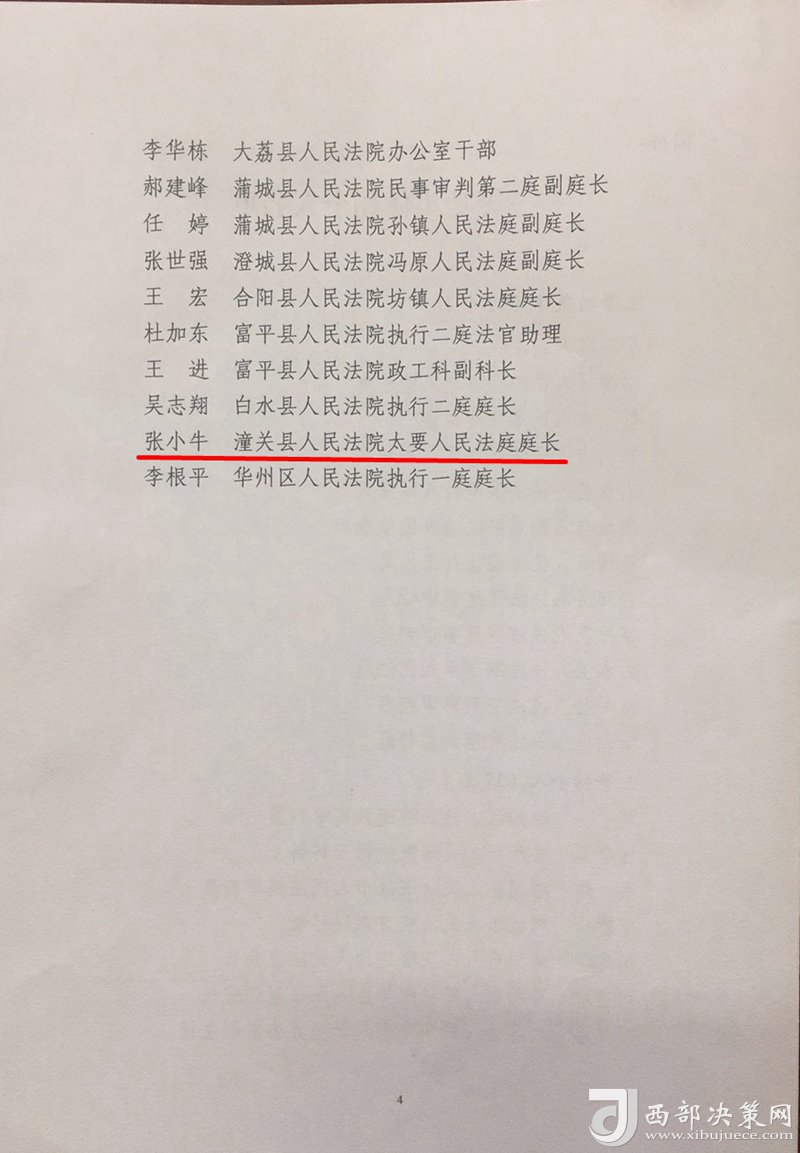 李华栋 大荔县人民法院办公室干部
郝建峰 蒲城县人民法院民事审判第二庭副庭长
任 婷 蒲城县人民法院孙镇人民法庭副庭长
张世强 澄城县人民法院冯原人民法庭副庭长
王 宏 合阳县人民法院坊镇人民法庭庭长
杜加东 富平县人民法院执行二庭法官助理
王 进 富平县人民法院政工科副科长
吴志翔 白水县人民法院执行二庭庭长
张小牛 潼关县人民法院太要人民法庭庭长
李根平 华州区人民法院执行一庭庭长
4
西部决策网
www.xibujuece.com